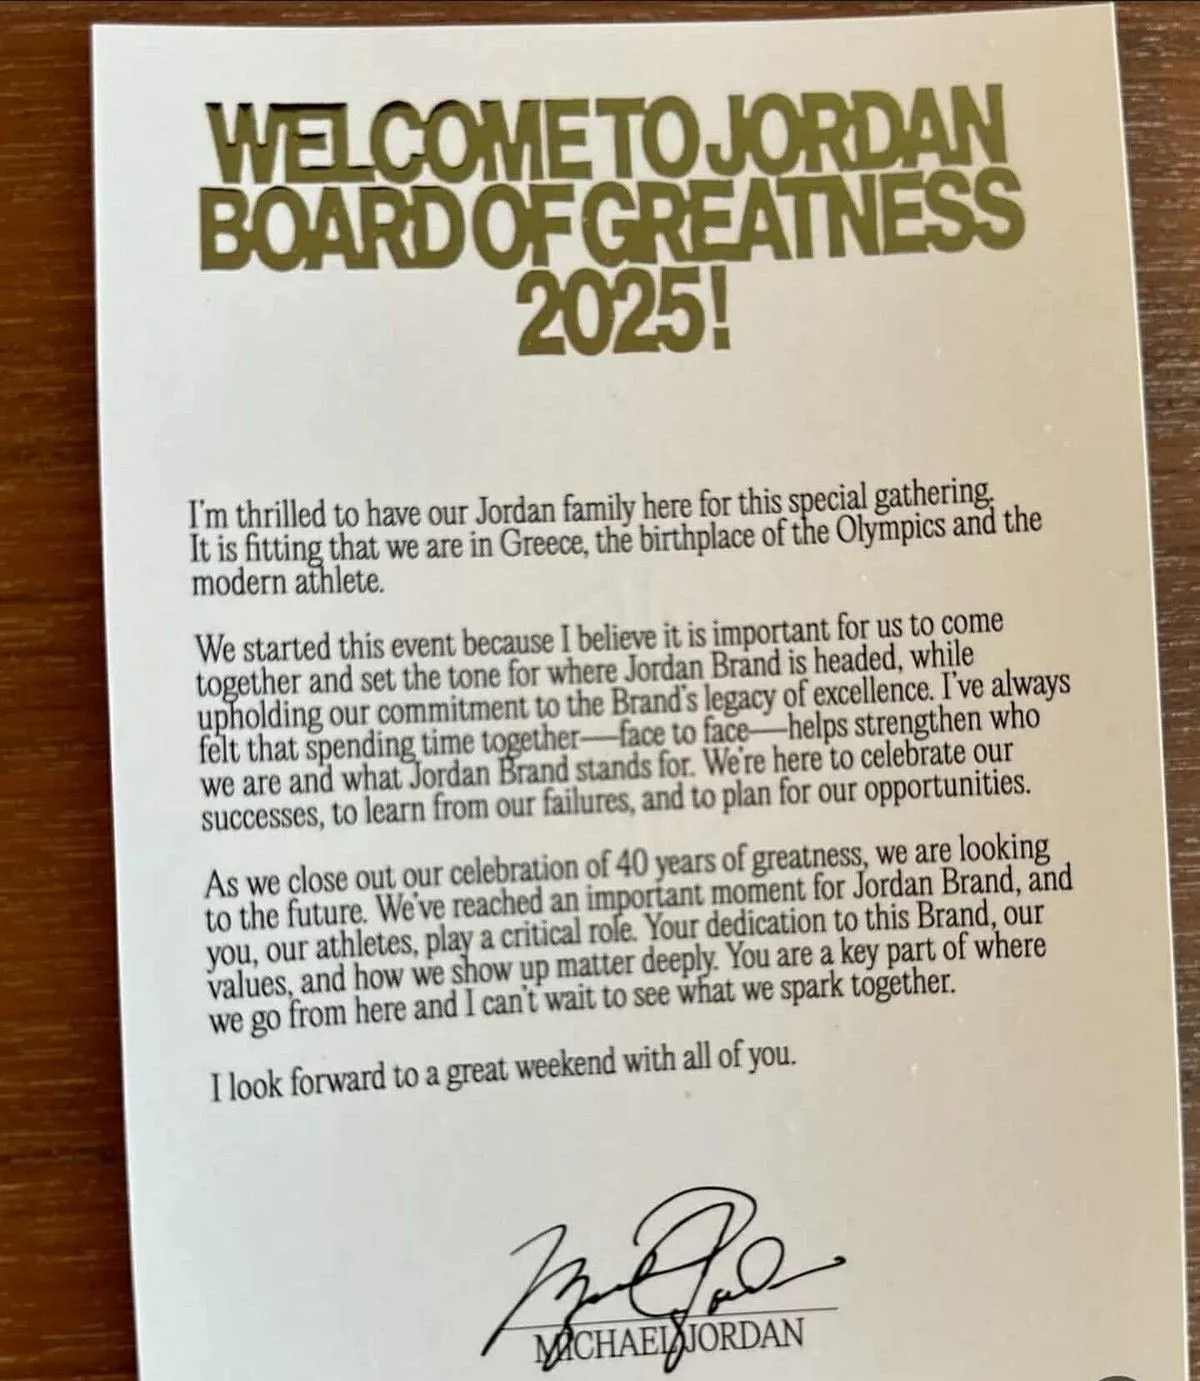 WELCOME TO JORDAN
BOARD OF GREATNESS
2025!
I'm thrilled to have our Jordan family here for this special gathering.
It is fitting that we are in Greece, the birthplace of the Olympics and the
modern athlete.
We started this event because I believe it is important for us to come
together and set the tone for where Jordan Brand is headed, while
upholding our commitment to the Brand's legacy of excellence. I've always
felt that spending time together—face to face—helps strengthen who
we are and what Jordan Brand stands for. We're here to celebrate our
successes, to learn from our failures, and to plan for our opportunities.
As we close out our celebration of 40 years of greatness, we are looking
to the future. We've reached an important moment for Jordan Brand, and
you, our athletes, play a critical role. Your dedication to this Brand, our
values, and how we show up matter deeply. You are a key part of where
we go from here and I can't wait to see what we spark together.
I look forward to a great weekend with all of you.
MICHAEL JORDAN